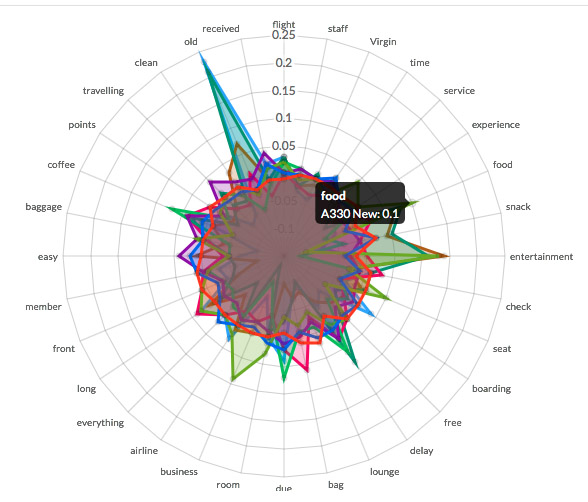 flight
received
staff
old
0.25
Virgin
clean
0.2
time
travelling
0.15
service
points
0.1
experience
0.05
coffee
food
food
A330 New: 0.1
baggage
snack
easy
entertainment
member
check
front
seat
long
boarding
everything
free
airline
delay
business
lounge
room
bag
due